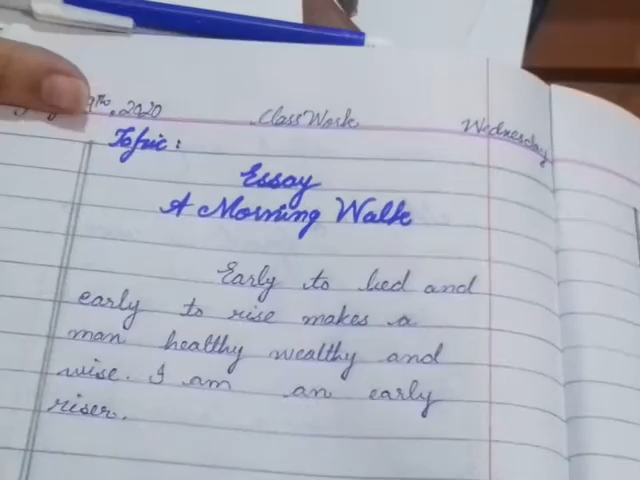 9th, 2020 Class Work Wednesday
Topic:
Essay
A Morning Walk
Early to bed and
early to rise makes a
man healthy wealthy and
wise. I am an early
riser.